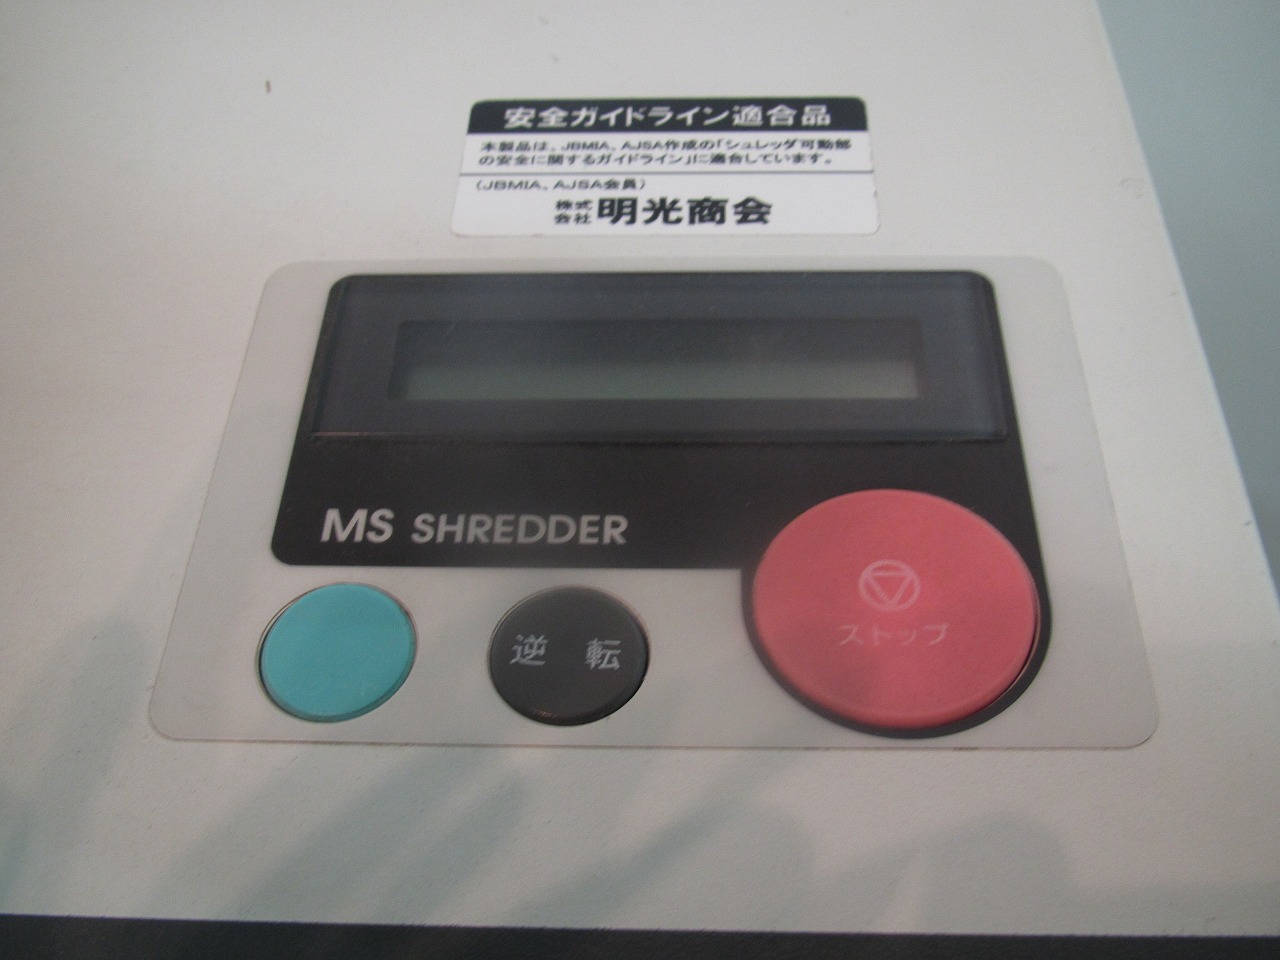 安全ガイドライン適合品
本製品は、JBMIA、AJSA作成の「シュレッダ可動部
の安全に関するガイドライン」に適合しています。
（JBMIA、AJSA会員）
株式会社 明光商会
MS SHREDDER
逆 転
ストップ